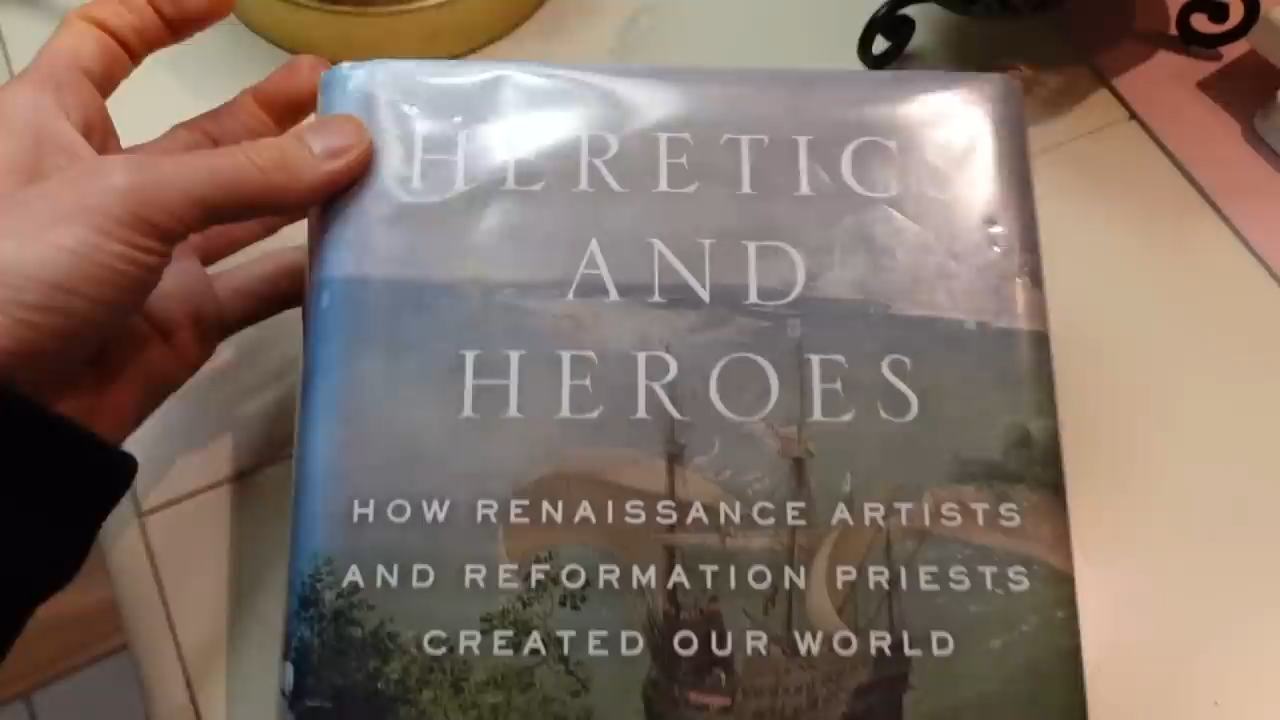 HERETICS
AND
HEROES
HOW RENAISSANCE ARTISTS
AND REFORMATION PRIESTS
CREATED OUR WORLD